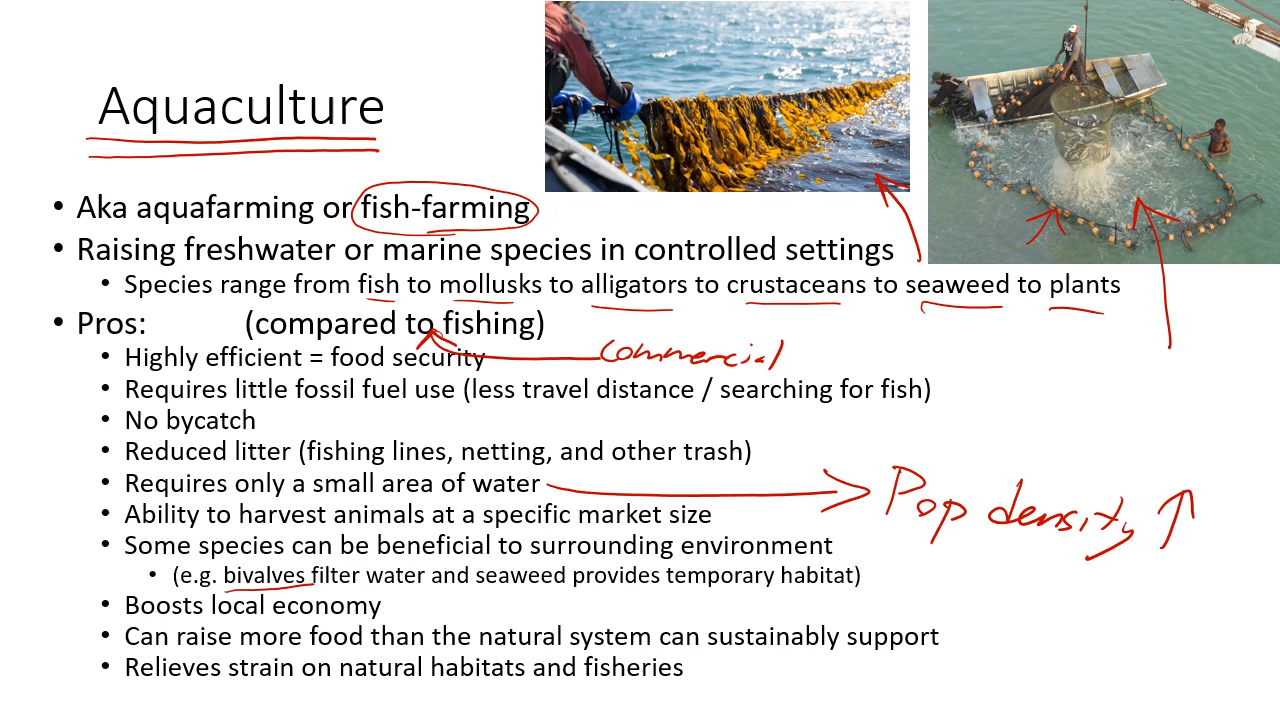 Aquaculture
• Aka aquafarming or fish-farming
• Raising freshwater or marine species in controlled settings
• Species range from fish to mollusks to alligators to crustaceans to seaweed to plants
• Pros: (compared to fishing)
commercial
• Highly efficient = food security
• Requires little fossil fuel use (less travel distance / searching for fish)
• No bycatch
• Reduced litter (fishing lines, netting, and other trash)
• Requires only a small area of water
Pop density ↑
• Ability to harvest animals at a specific market size
• Some species can be beneficial to surrounding environment
• (e.g. bivalves filter water and seaweed provides temporary habitat)
• Boosts local economy
• Can raise more food than the natural system can sustainably support
• Relieves strain on natural habitats and fisheries